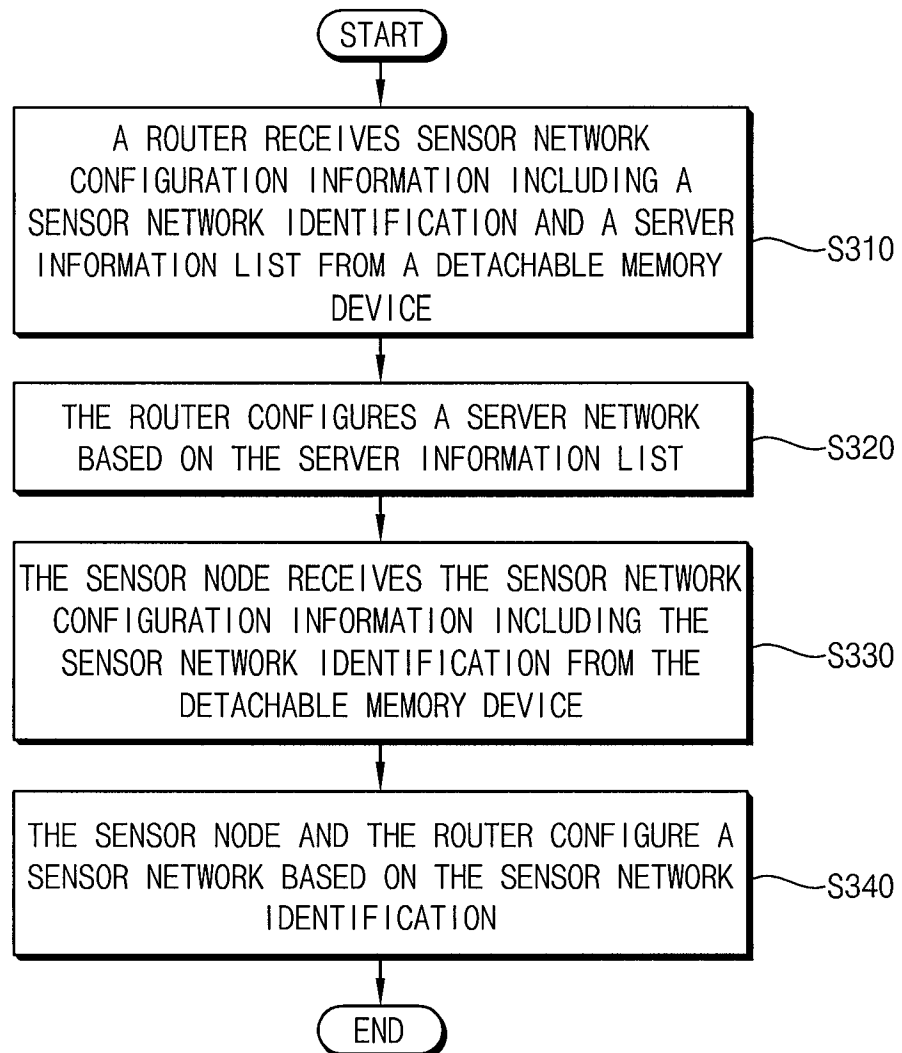 START
A ROUTER RECEIVES SENSOR NETWORK
CONFIGURATION INFORMATION INCLUDING A
SENSOR NETWORK IDENTIFICATION AND A SERVER
INFORMATION LIST FROM A DETACHABLE MEMORY
DEVICE
S310
THE ROUTER CONFIGURES A SERVER NETWORK
BASED ON THE SERVER INFORMATION LIST
S320
THE SENSOR NODE RECEIVES THE SENSOR NETWORK
CONFIGURATION INFORMATION INCLUDING THE
SENSOR NETWORK IDENTIFICATION FROM THE
DETACHABLE MEMORY DEVICE
S330
THE SENSOR NODE AND THE ROUTER CONFIGURE A
SENSOR NETWORK BASED ON THE SENSOR NETWORK
IDENTIFICATION
S340
END